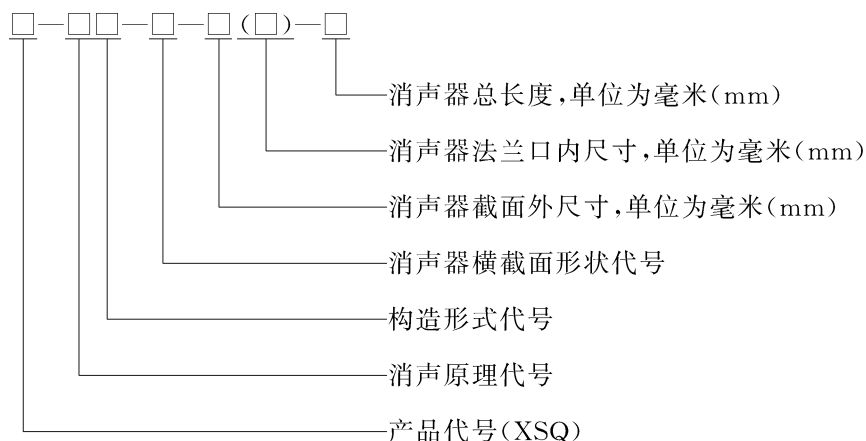 □—□□—□—□(□)—□
消声器总长度,单位为毫米(mm)
消声器法兰口内尺寸,单位为毫米(mm)
消声器截面外尺寸,单位为毫米(mm)
消声器横截面形状代号
构造形式代号
消声原理代号
产品代号(XSQ)